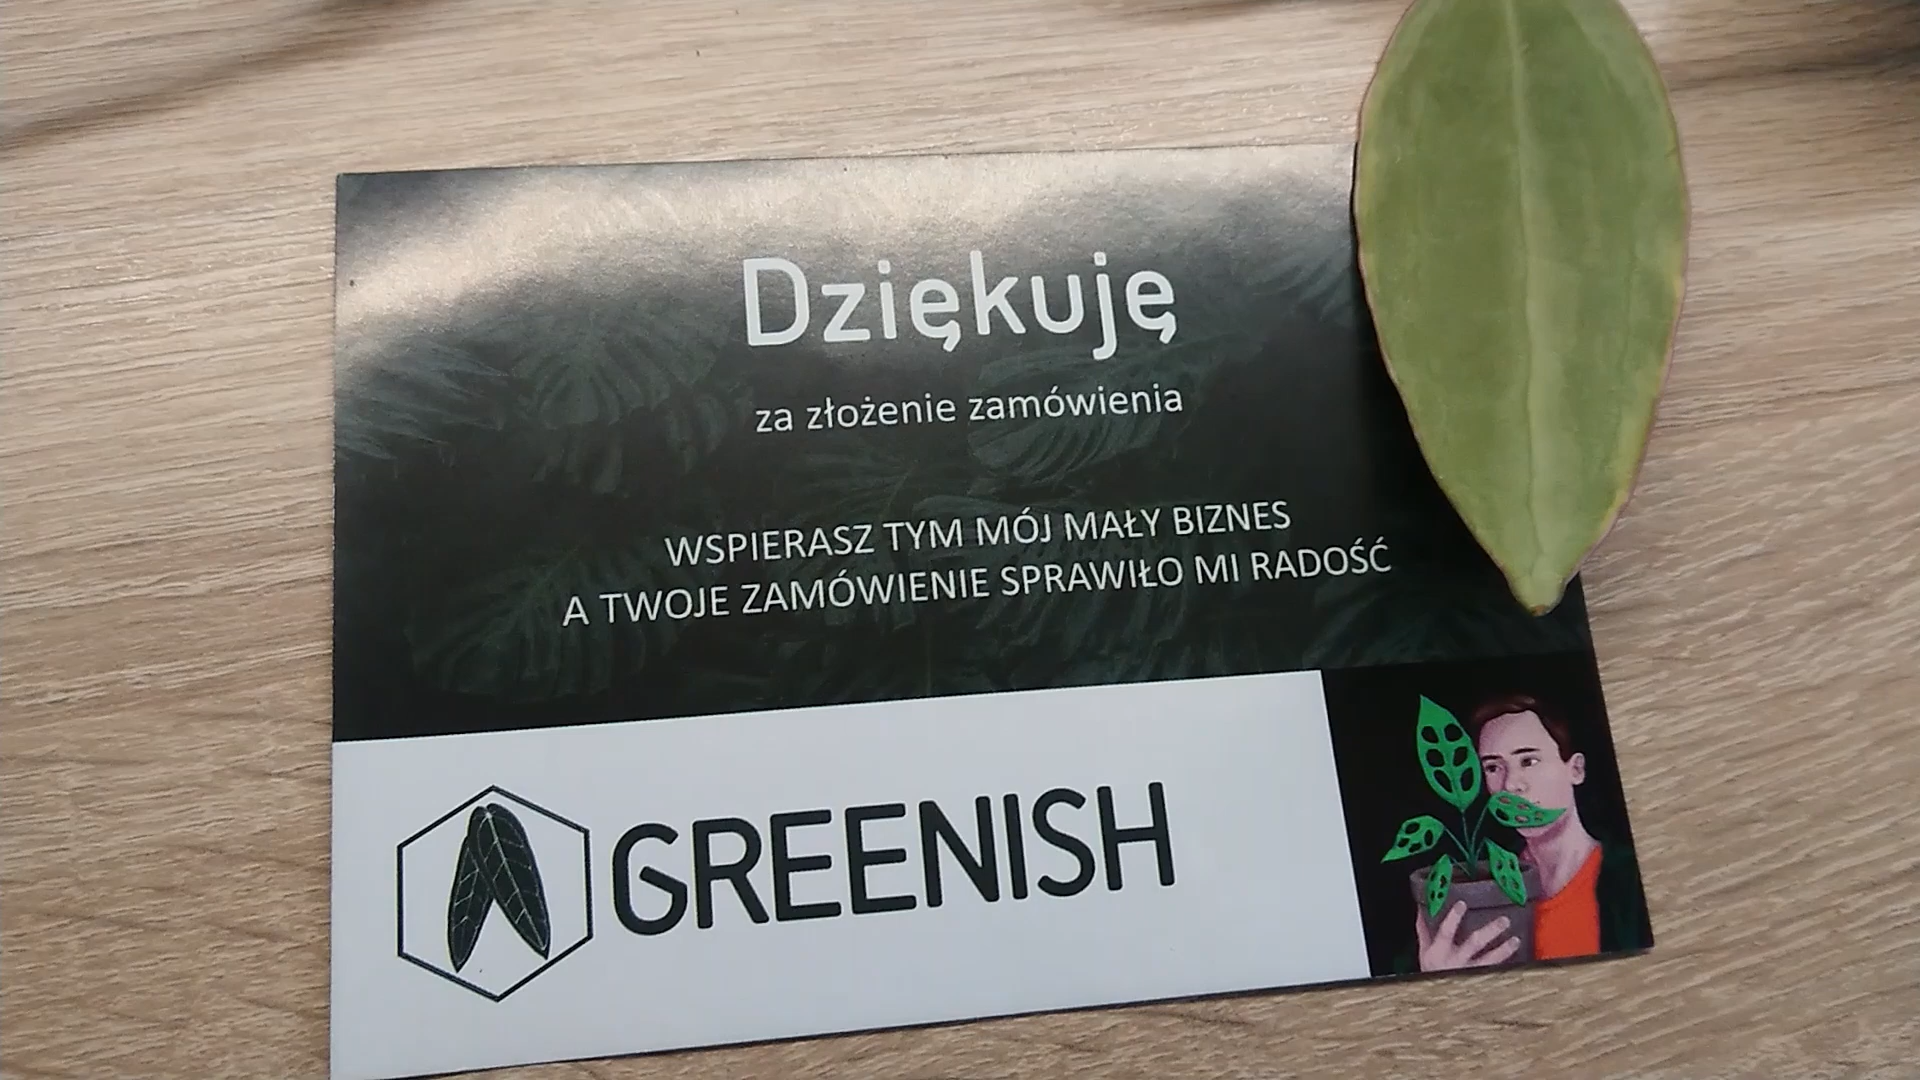 Dziękuję
za złożenie zamówienia
WSPIERASZ TYM MÓJ MAŁY BIZNES
A TWOJE ZAMÓWIENIE SPRAWIŁO MI RADOŚĆ
GREENISH